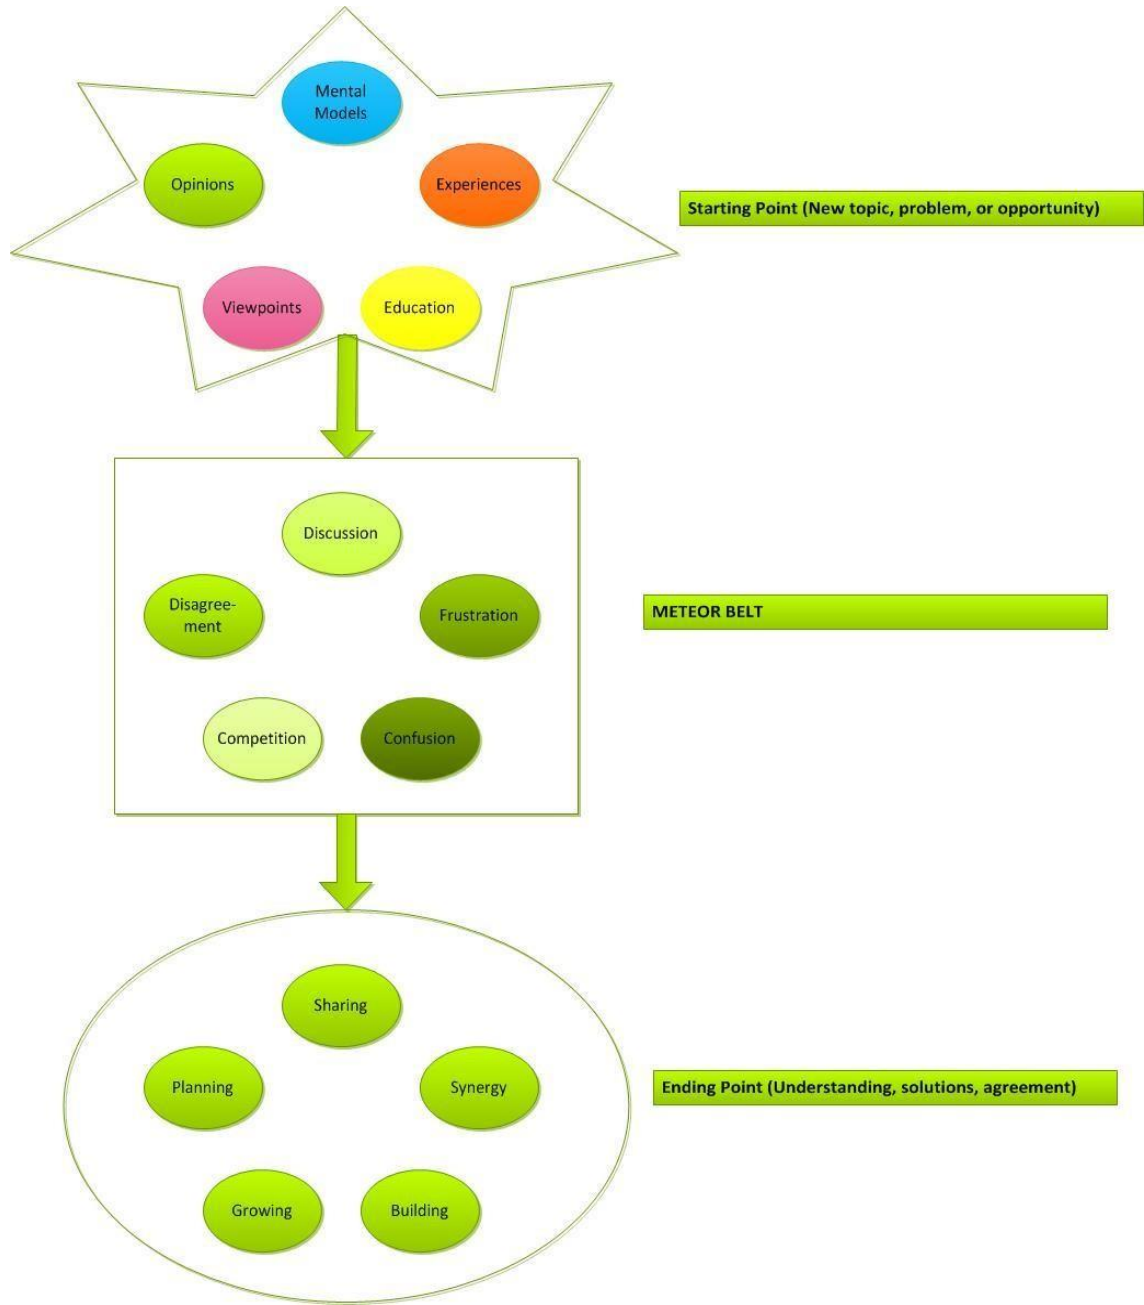 Mental
Models
Opinions
Experiences
Starting Point (New topic, problem, or opportunity)
Viewpoints
Education
Discussion
Disagree-
ment
Frustration
METEOR BELT
Competition
Confusion
Sharing
Planning
Synergy
Ending Point (Understanding, solutions, agreement)
Growing
Building